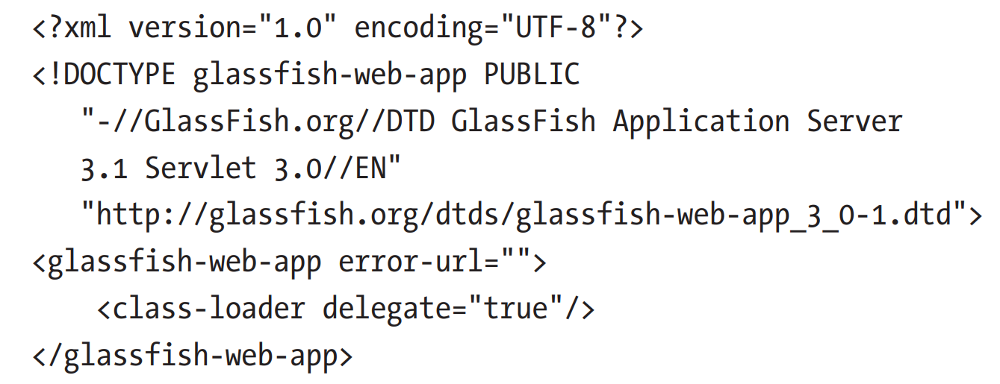 <?xml version="1.0" encoding="UTF-8"?>
<!DOCTYPE glassfish-web-app PUBLIC
"-//GlassFish.org//DTD GlassFish Application Server
3.1 Servlet 3.0//EN"
"http://glassfish.org/dtds/glassfish-web-app_3_0-1.dtd">
<glassfish-web-app error-url="">
<class-loader delegate="true"/>
</glassfish-web-app>